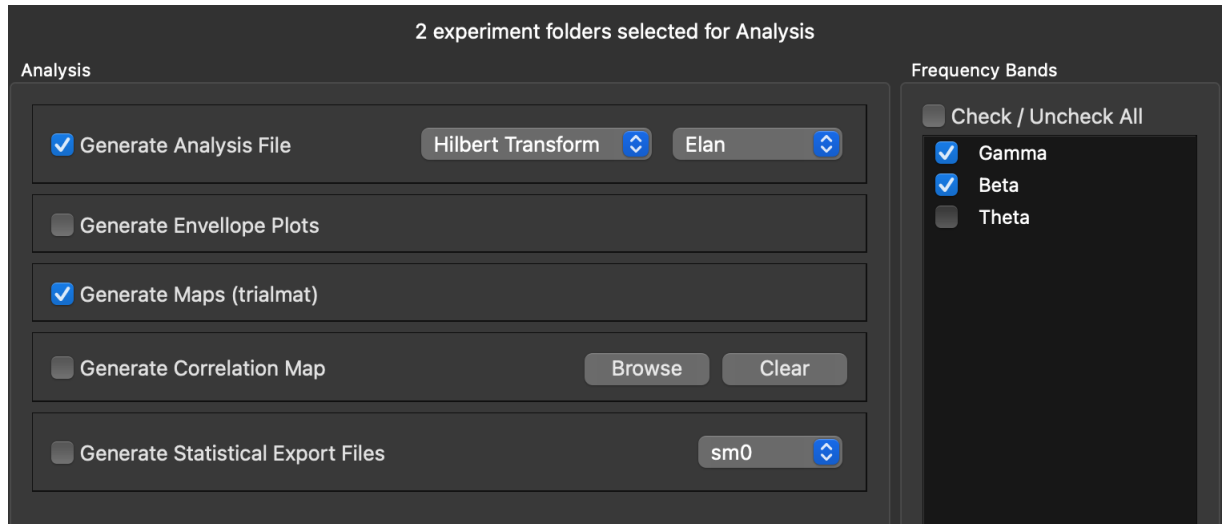 2 experiment folders selected for Analysis
Analysis
Generate Analysis File
Hilbert Transform
Elan
Generate Envellope Plots
Generate Maps (trialmat)
Generate Correlation Map
Browse
Clear
Generate Statistical Export Files
sm0
Frequency Bands
Check / Uncheck All
Gamma
Beta
Theta